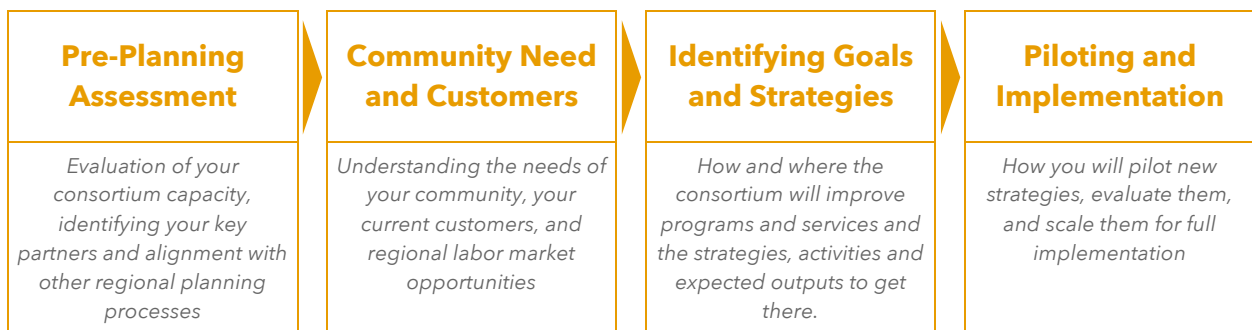 Pre-Planning
Assessment
Evaluation of your
consortium capacity,
identifying your key
partners and alignment with
other regional planning
processes
Community Need
and Customers
Understanding the needs of
your community, your
current customers, and
regional labor market
opportunities
Identifying Goals
and Strategies
How and where the
consortium will improve
programs and services and
the strategies, activities and
expected outputs to get
there.
Piloting and
Implementation
How you will pilot new
strategies, evaluate them,
and scale them for full
implementation